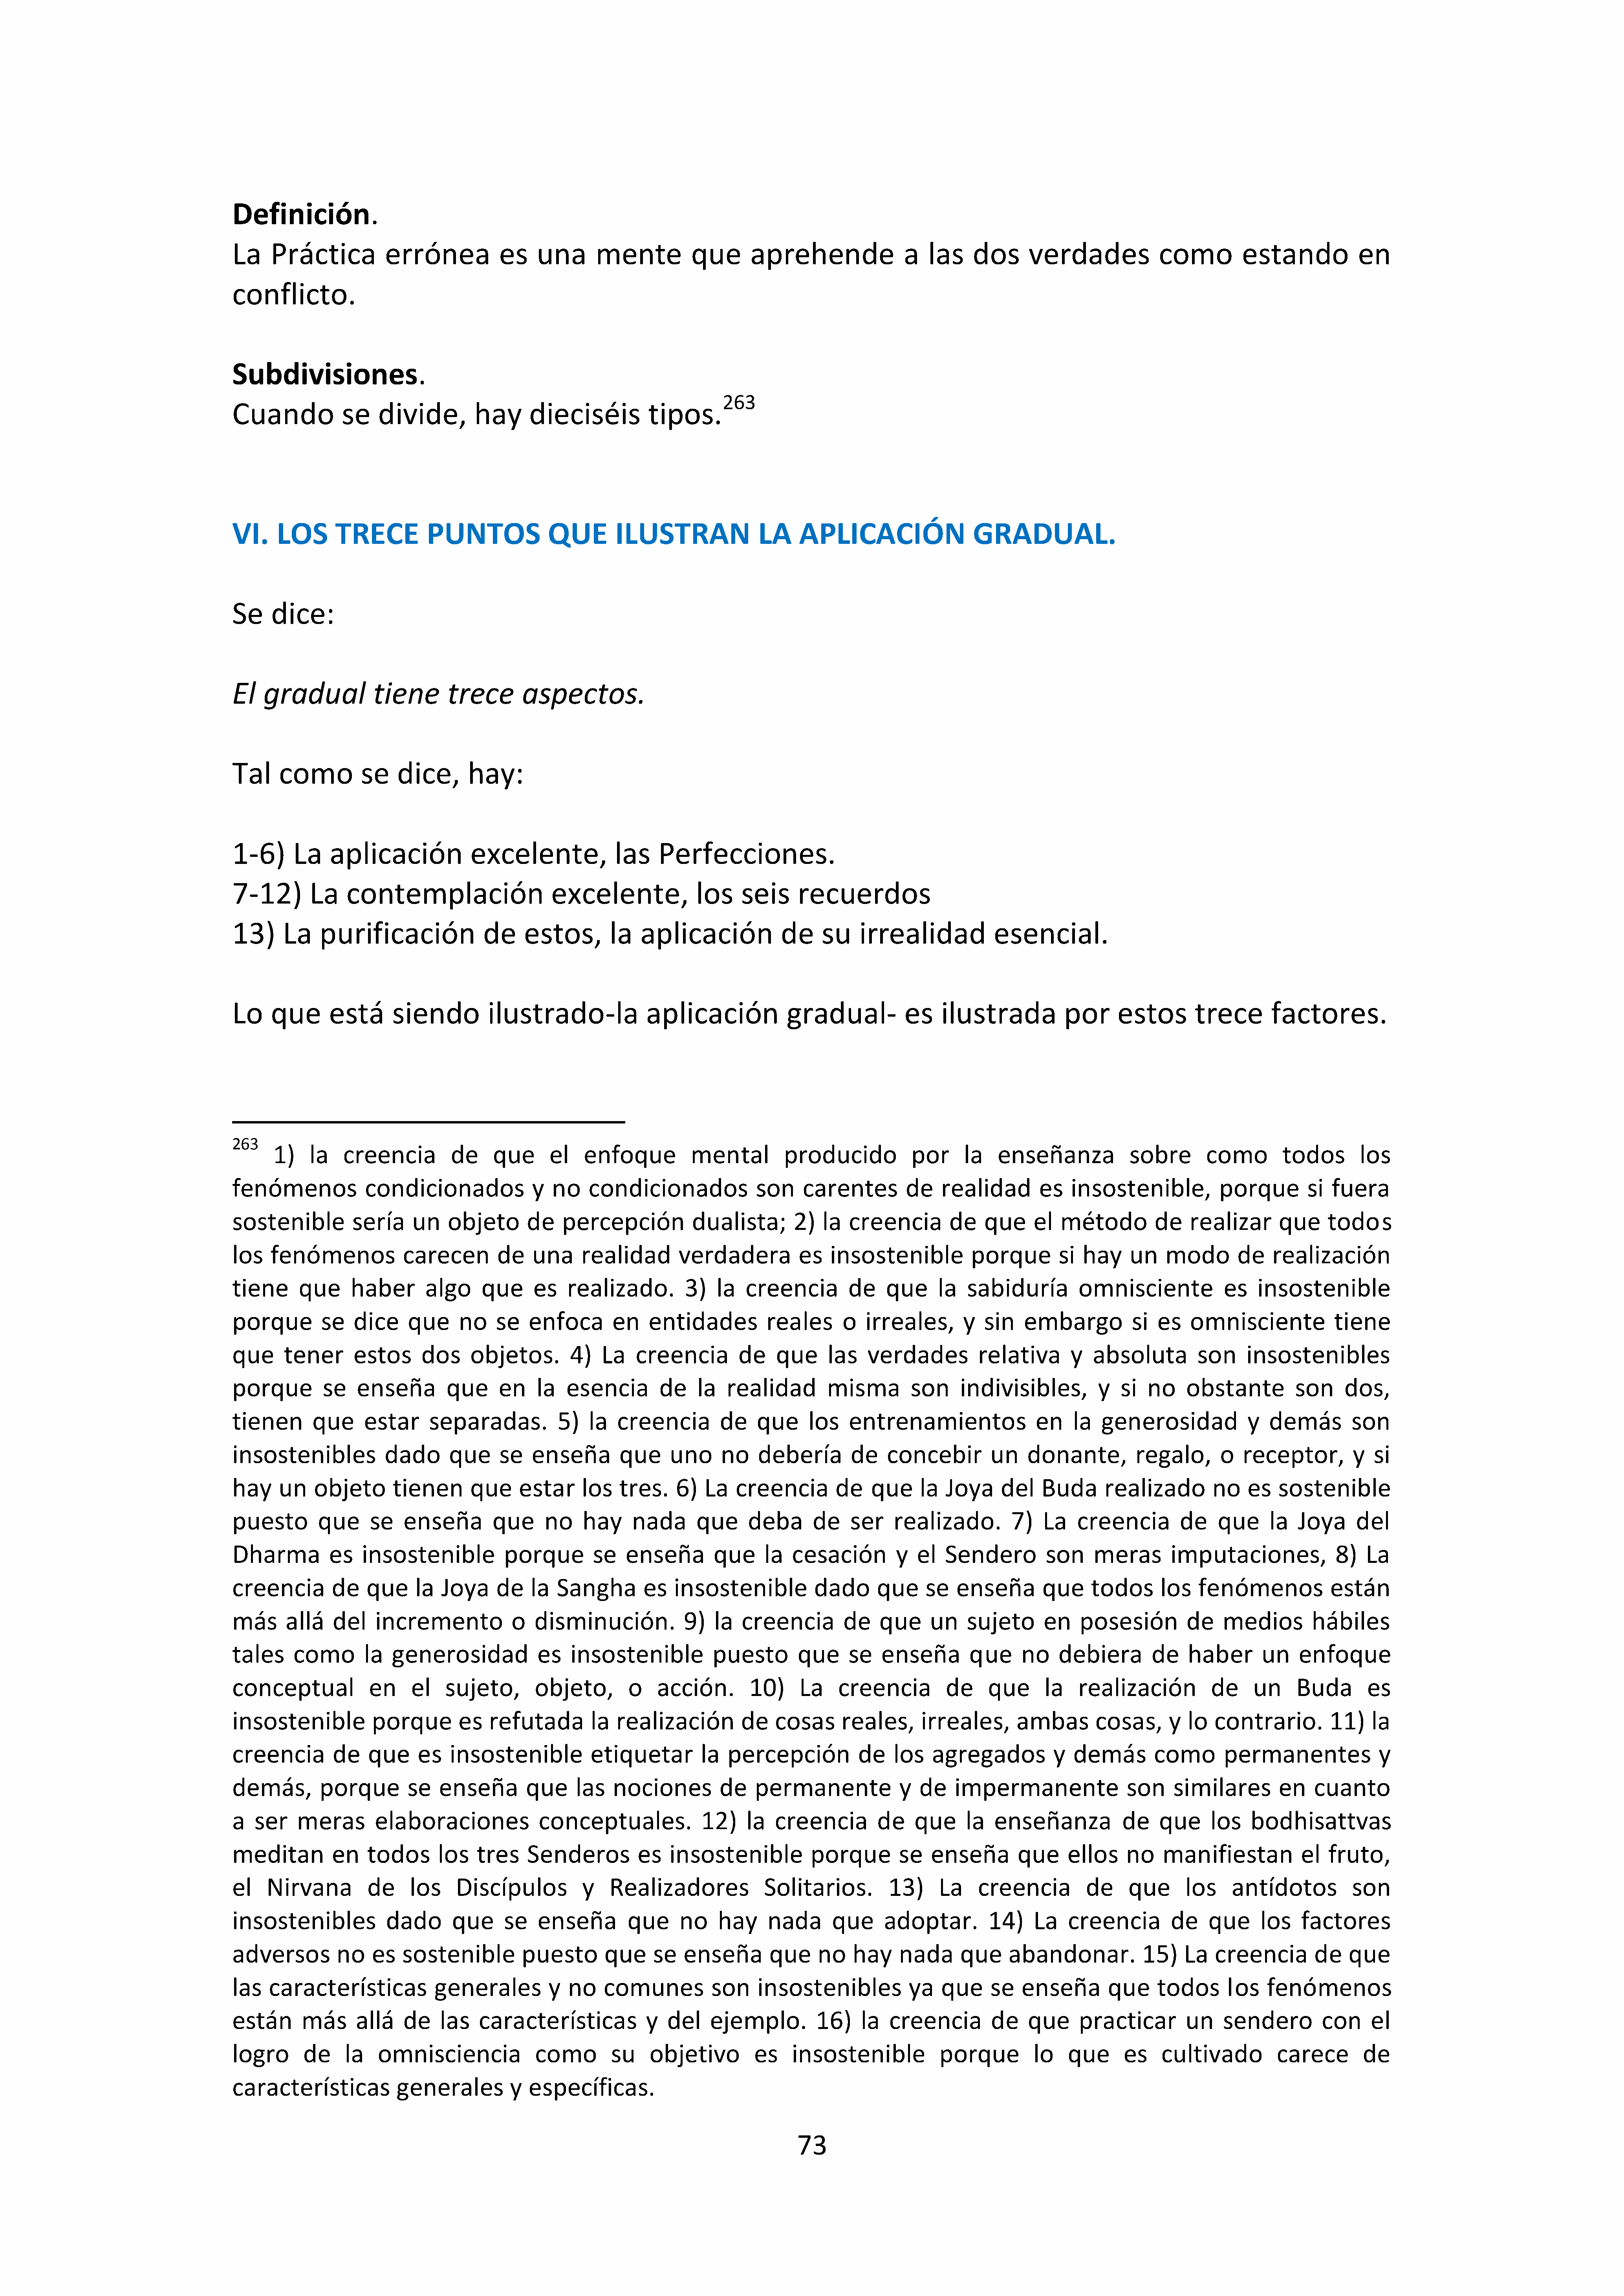 Definición.
La Práctica errónea es una mente que aprehende a las dos verdades como estando en
conflicto.
Subdivisiones.
Cuando se divide, hay dieciséis tipos.263
VI. LOS TRECE PUNTOS QUE ILUSTRAN LA APLICACIÓN GRADUAL.
Se dice:
El gradual tiene trece aspectos.
Tal como se dice, hay:
1-6) La aplicación excelente, las Perfecciones.
7-12) La contemplación excelente, los seis recuerdos
13) La purificación de estos, la aplicación de su irrealidad esencial.
Lo que está siendo ilustrado-la aplicación gradual- es ilustrada por estos trece factores.
263 1) la creencia de que el enfoque mental producido por la enseñanza sobre como todos los
fenómenos condicionados y no condicionados son carentes de realidad es insostenible, porque si fuera
sostenible sería un objeto de percepción dualista; 2) la creencia de que el método de realizar que todos
los fenómenos carecen de una realidad verdadera es insostenible porque si hay un modo de realización
tiene que haber algo que es realizado. 3) la creencia de que la sabiduría omnisciente es insostenible
porque se dice que no se enfoca en entidades reales o irreales, y sin embargo si es omnisciente tiene
que tener estos dos objetos. 4) La creencia de que las verdades relativa y absoluta son insostenibles
porque se enseña que en la esencia de la realidad misma son indivisibles, y si no obstante son dos,
tienen que estar separadas. 5) la creencia de que los entrenamientos en la generosidad y demás son
insostenibles dado que se enseña que uno no debería de concebir un donante, regalo, o receptor, y si
hay un objeto tienen que estar los tres. 6) La creencia de que la Joya del Buda realizado no es sostenible
puesto que se enseña que no hay nada que deba de ser realizado. 7) La creencia de que la Joya del
Dharma es insostenible porque se enseña que la cesación y el Sendero son meras imputaciones, 8) La
creencia de que la Joya de la Sangha es insostenible dado que se enseña que todos los fenómenos están
más allá del incremento o disminución. 9) la creencia de que un sujeto en posesión de medios hábiles
tales como la generosidad es insostenible puesto que se enseña que no debiera de haber un enfoque
conceptual en el sujeto, objeto, o acción. 10) La creencia de que la realización de un Buda es
insostenible porque es refutada la realización de cosas reales, irreales, ambas cosas, y lo contrario. 11) la
creencia de que es insostenible etiquetar la percepción de los agregados y demás como permanentes y
demás, porque se enseña que las nociones de permanente y de impermanente son similares en cuanto
a ser meras elaboraciones conceptuales. 12) la creencia de que la enseñanza de que los bodhisattvas
meditan en todos los tres Senderos es insostenible porque se enseña que ellos no manifiestan el fruto,
el Nirvana de los Discípulos y Realizadores Solitarios. 13) La creencia de que los antídotos son
insostenibles dado que se enseña que no hay nada que adoptar. 14) La creencia de que los factores
adversos no es sostenible puesto que se enseña que no hay nada que abandonar. 15) La creencia de que
las características generales y no comunes son insostenibles ya que se enseña que todos los fenómenos
están más allá de las características y del ejemplo. 16) la creencia de que practicar un sendero con el
logro de la omnisciencia como su objetivo es insostenible porque lo que es cultivado carece de
características generales y específicas.
73